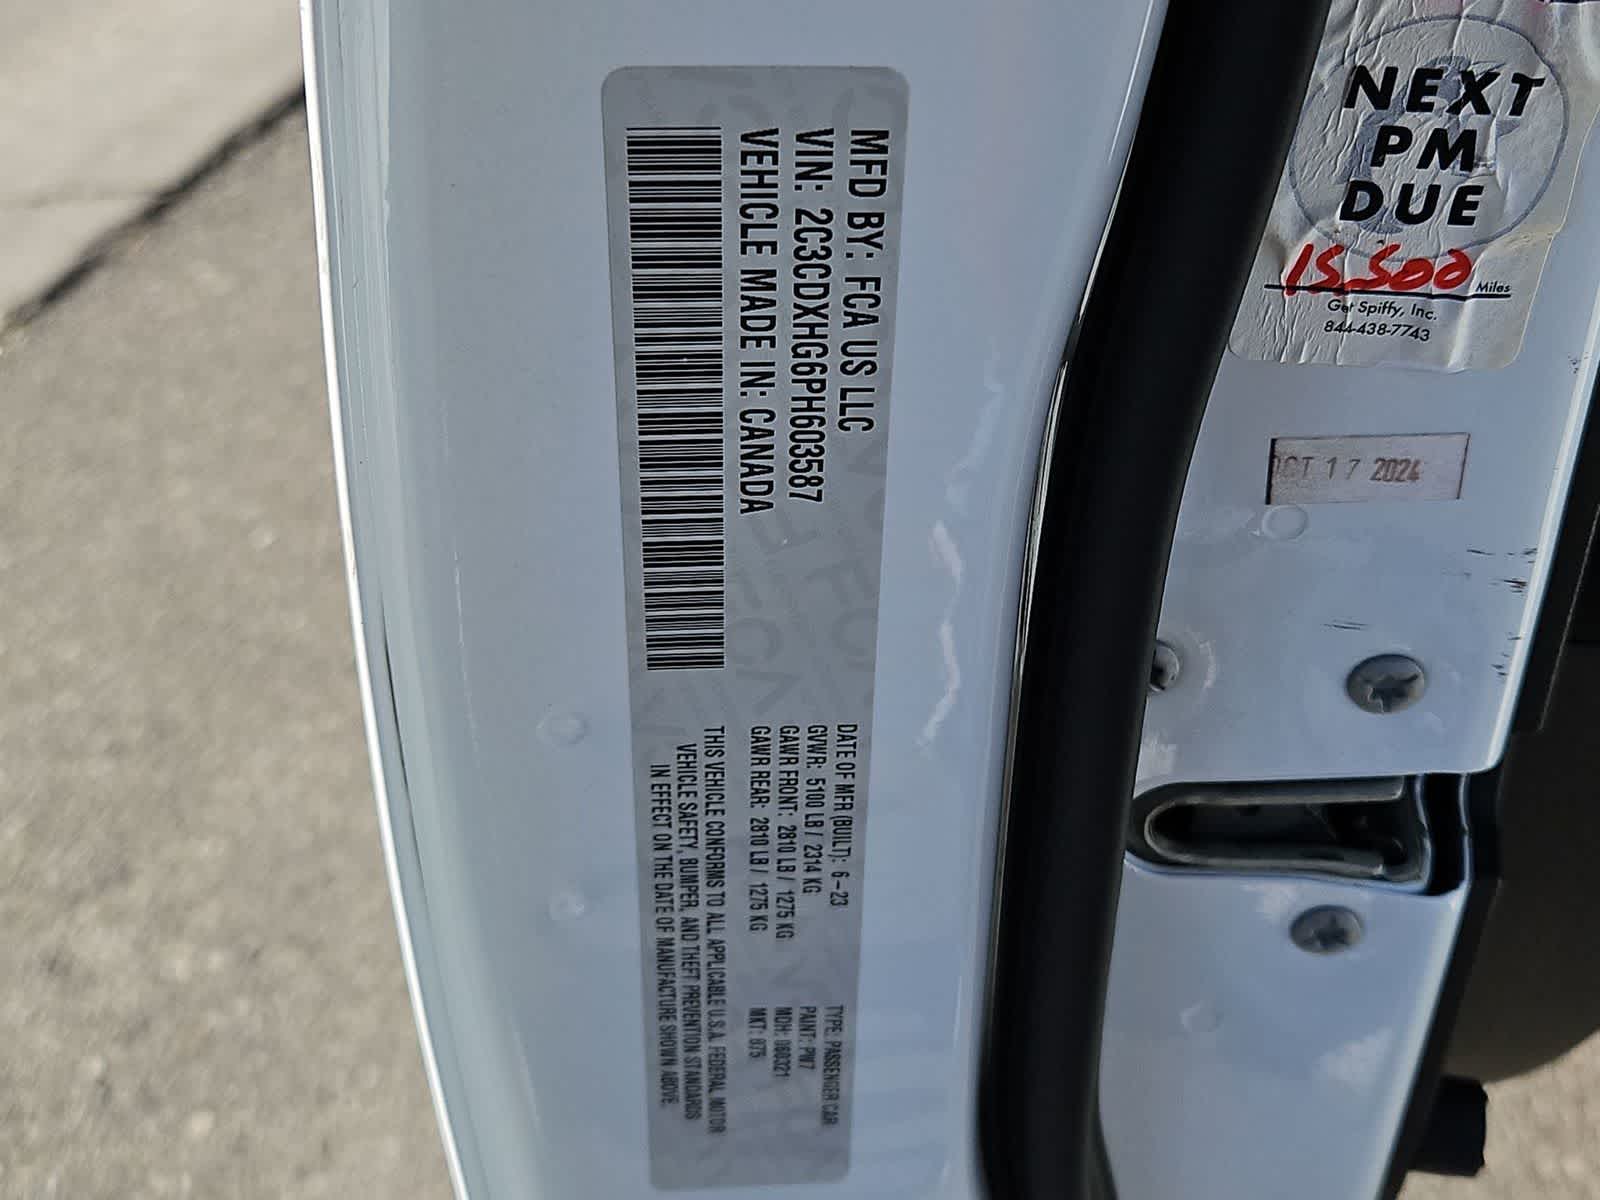 MFD BY: FCA US LLC
VIN: 2C3CDXHG6PH603587
VEHICLE MADE IN: CANADA
DATE OF MFR (BUILT): 6-23
GVWR: 5100 LB / 2314 KG
GAWR FRONT: 2810 LB / 1275 KG
GAWR REAR: 2810 LB / 1275 KG
TYPE: PASSENGER CAR
PAINT: PW7
MDH: 060321
MKT: 875
THIS VEHICLE CONFORMS TO ALL APPLICABLE U.S.A. FEDERAL MOTOR
VEHICLE SAFETY, BUMPER, AND THEFT PREVENTION STANDARDS
IN EFFECT ON THE DATE OF MANUFACTURE SHOWN ABOVE.
NEXT
PM
DUE
15,500 Miles
Get Spiffy, Inc.
844-438-7743
OCT 17 2024